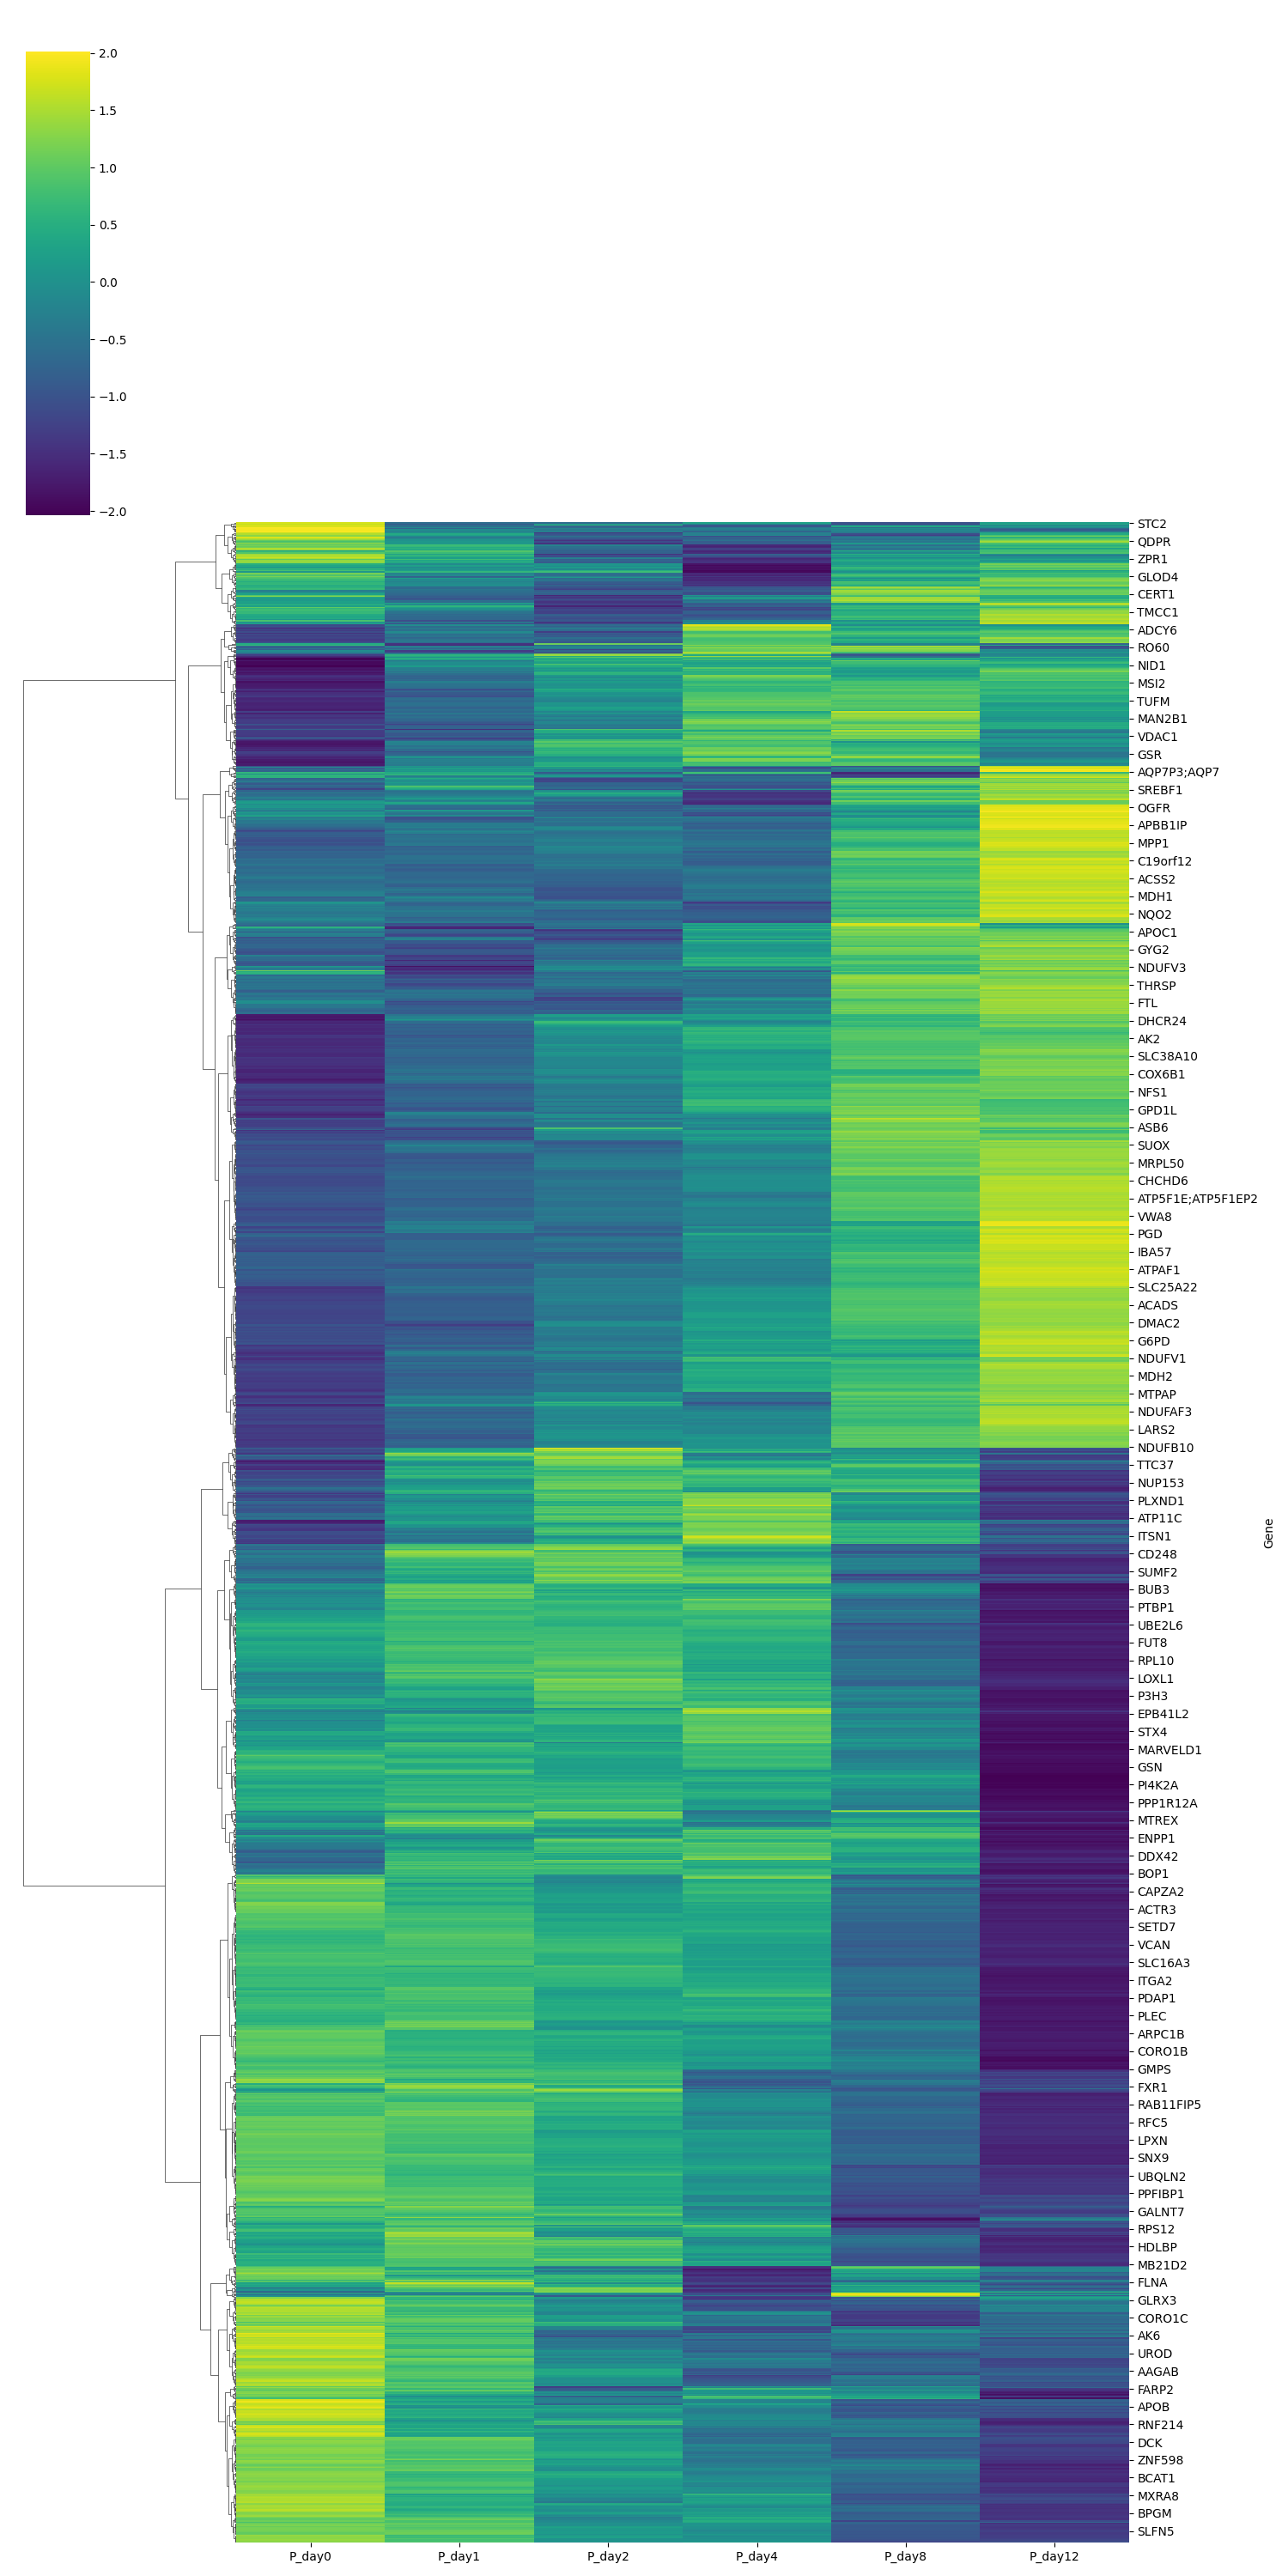 2.0
1.5
1.0
0.5
0.0
−0.5
−1.0
−1.5
−2.0
STC2
QDPR
ZPR1
GLOD4
CERT1
TMCC1
ADCY6
RO60
NID1
MSI2
TUFM
MAN2B1
VDAC1
GSR
AQP7P3;AQP7
SREBF1
OGFR
APBB1IP
MPP1
C19orf12
ACSS2
MDH1
NQO2
APOC1
GYG2
NDUFV3
THRSP
FTL
DHCR24
AK2
SLC38A10
COX6B1
NFS1
GPD1L
ASB6
SUOX
MRPL50
CHCHD6
ATP5F1E;ATP5F1EP2
VWA8
PGD
IBA57
ATPAF1
SLC25A22
ACADS
DMAC2
G6PD
NDUFV1
MDH2
MTPAP
NDUFAF3
LARS2
NDUFB10
TTC37
NUP153
PLXND1
ATP11C
ITSN1
CD248
SUMF2
BUB3
PTBP1
UBE2L6
FUT8
RPL10
LOXL1
P3H3
EPB41L2
STX4
MARVELD1
GSN
PI4K2A
PPP1R12A
MTREX
ENPP1
DDX42
BOP1
CAPZA2
ACTR3
SETD7
VCAN
SLC16A3
ITGA2
PDAP1
PLEC
ARPC1B
CORO1B
GMPS
FXR1
RAB11FIP5
RFC5
LPXN
SNX9
UBQLN2
PPFIBP1
GALNT7
RPS12
HDLBP
MB21D2
FLNA
GLRX3
CORO1C
AK6
UROD
AAGAB
FARP2
APOB
RNF214
DCK
ZNF598
BCAT1
MXRA8
BPGM
SLFN5
Gene
P_day0 P_day1 P_day2 P_day4 P_day8 P_day12